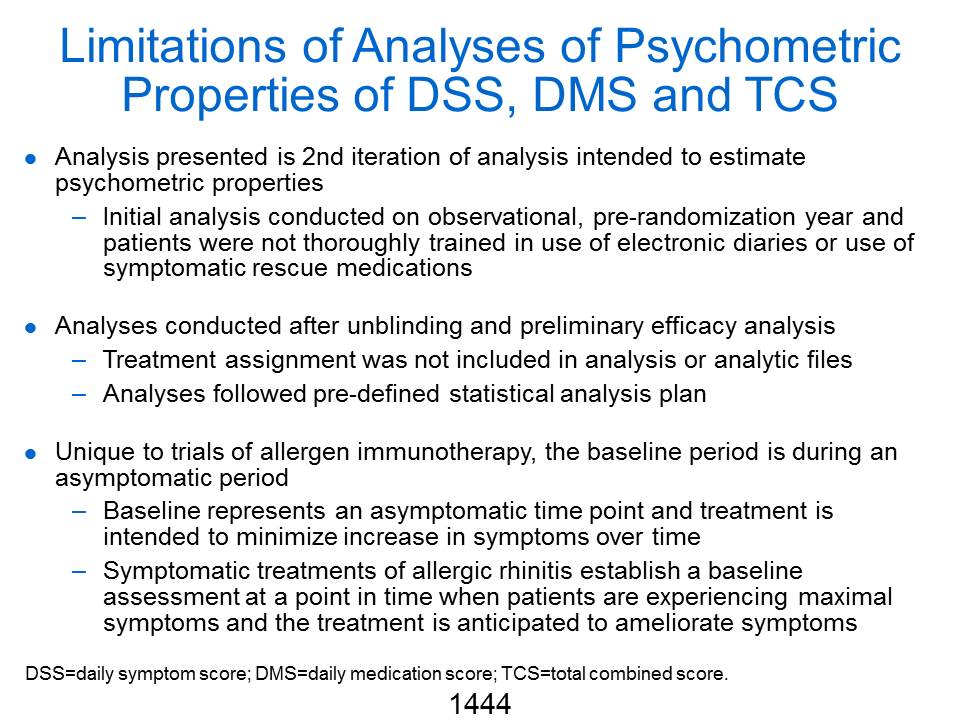 Limitations of Analyses of Psychometric
Properties of DSS, DMS and TCS
● Analysis presented is 2nd iteration of analysis intended to estimate
psychometric properties
– Initial analysis conducted on observational, pre-randomization year and
patients were not thoroughly trained in use of electronic diaries or use of
symptomatic rescue medications
● Analyses conducted after unblinding and preliminary efficacy analysis
– Treatment assignment was not included in analysis or analytic files
– Analyses followed pre-defined statistical analysis plan
● Unique to trials of allergen immunotherapy, the baseline period is during an
asymptomatic period
– Baseline represents an asymptomatic time point and treatment is
intended to minimize increase in symptoms over time
– Symptomatic treatments of allergic rhinitis establish a baseline
assessment at a point in time when patients are experiencing maximal
symptoms and the treatment is anticipated to ameliorate symptoms
DSS=daily symptom score; DMS=daily medication score; TCS=total combined score.
1444